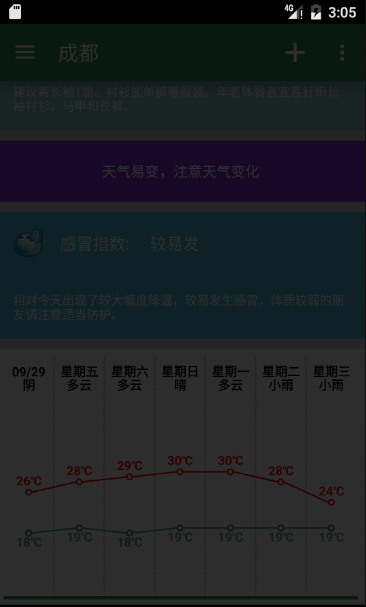 4G
3:05
成都
建议着长袖T恤、衬衫加单裤等服装。年老体弱者宜着针织长
袖衬衫、马甲和长裤。
天气易变，注意天气变化
感冒指数: 较易发
相对今天出现了较大幅度降温，较易发生感冒，体质较弱的朋
友请注意适当防护。
09/29 星期五 星期六 星期日 星期一 星期二 星期三
阴 多云 多云 晴 多云 小雨 小雨
26℃ 28℃ 29℃ 30℃ 30℃ 28℃ 24℃
18℃ 19℃ 18℃ 19℃ 19℃ 19℃ 19℃